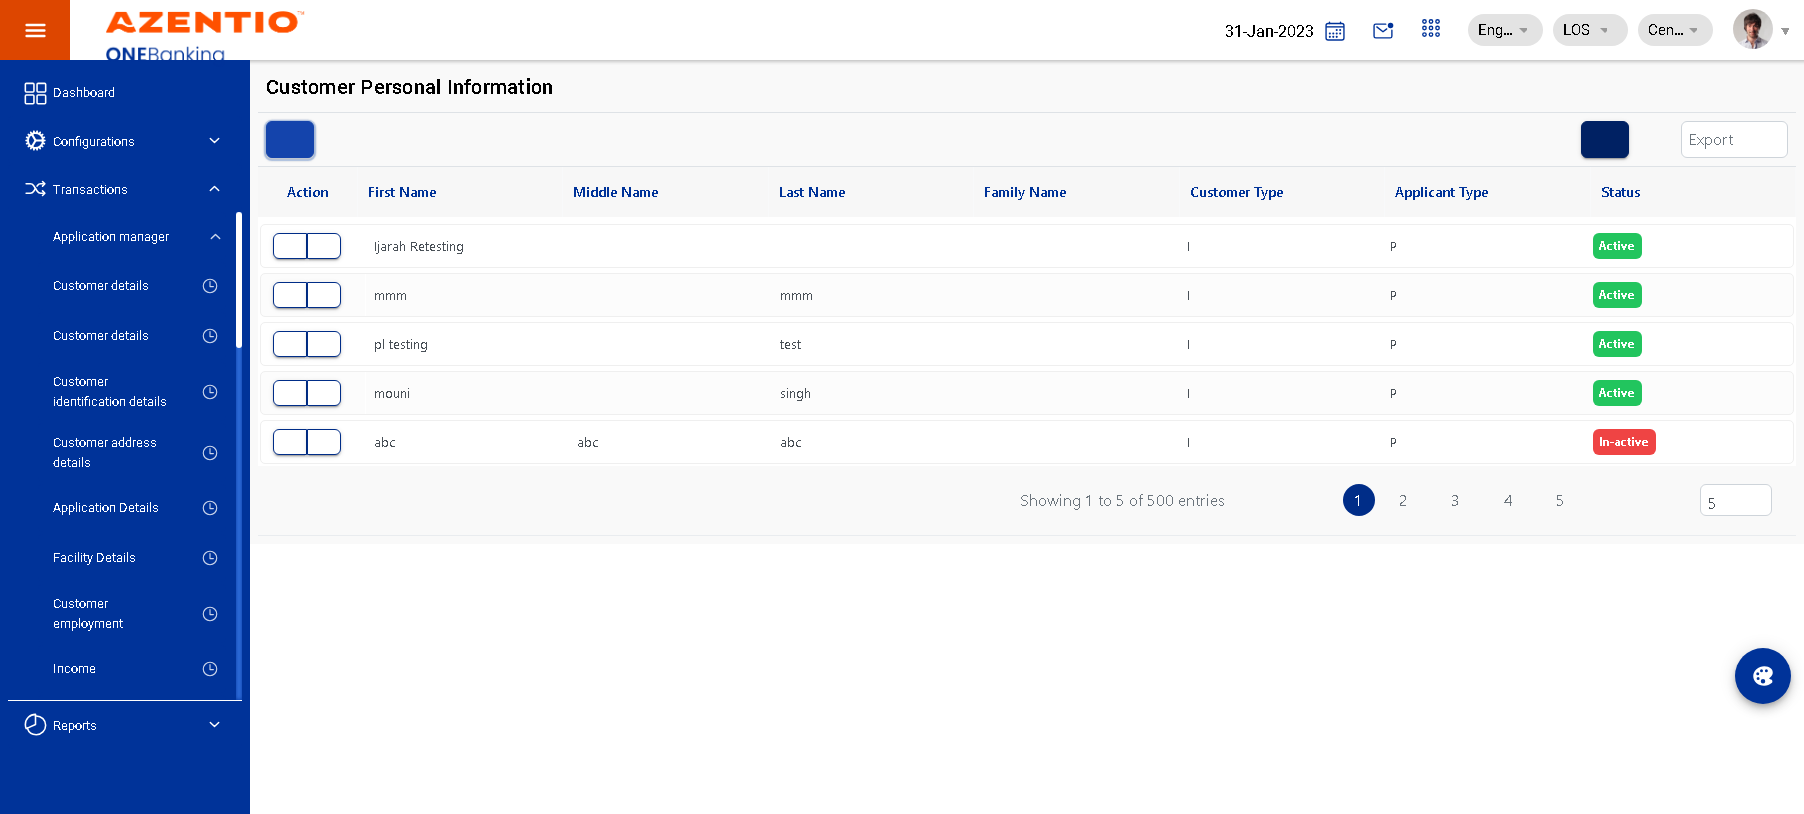 AZENTIO™
ONEBanking
31-Jan-2023
Eng...
LOS
Cen...
Dashboard
Configurations
Transactions
Application manager
Customer details
Customer details
Customer
identification details
Customer address
details
Application Details
Facility Details
Customer
employment
Income
Reports
Customer Personal Information
Export
Action First Name Middle Name Last Name Family Name Customer Type Applicant Type Status
Ijarah Retesting I P Active
mmm mmm I P Active
pl testing test I P Active
mouni singh I P Active
abc abc abc I P In-active
Showing 1 to 5 of 500 entries 1 2 3 4 5 5